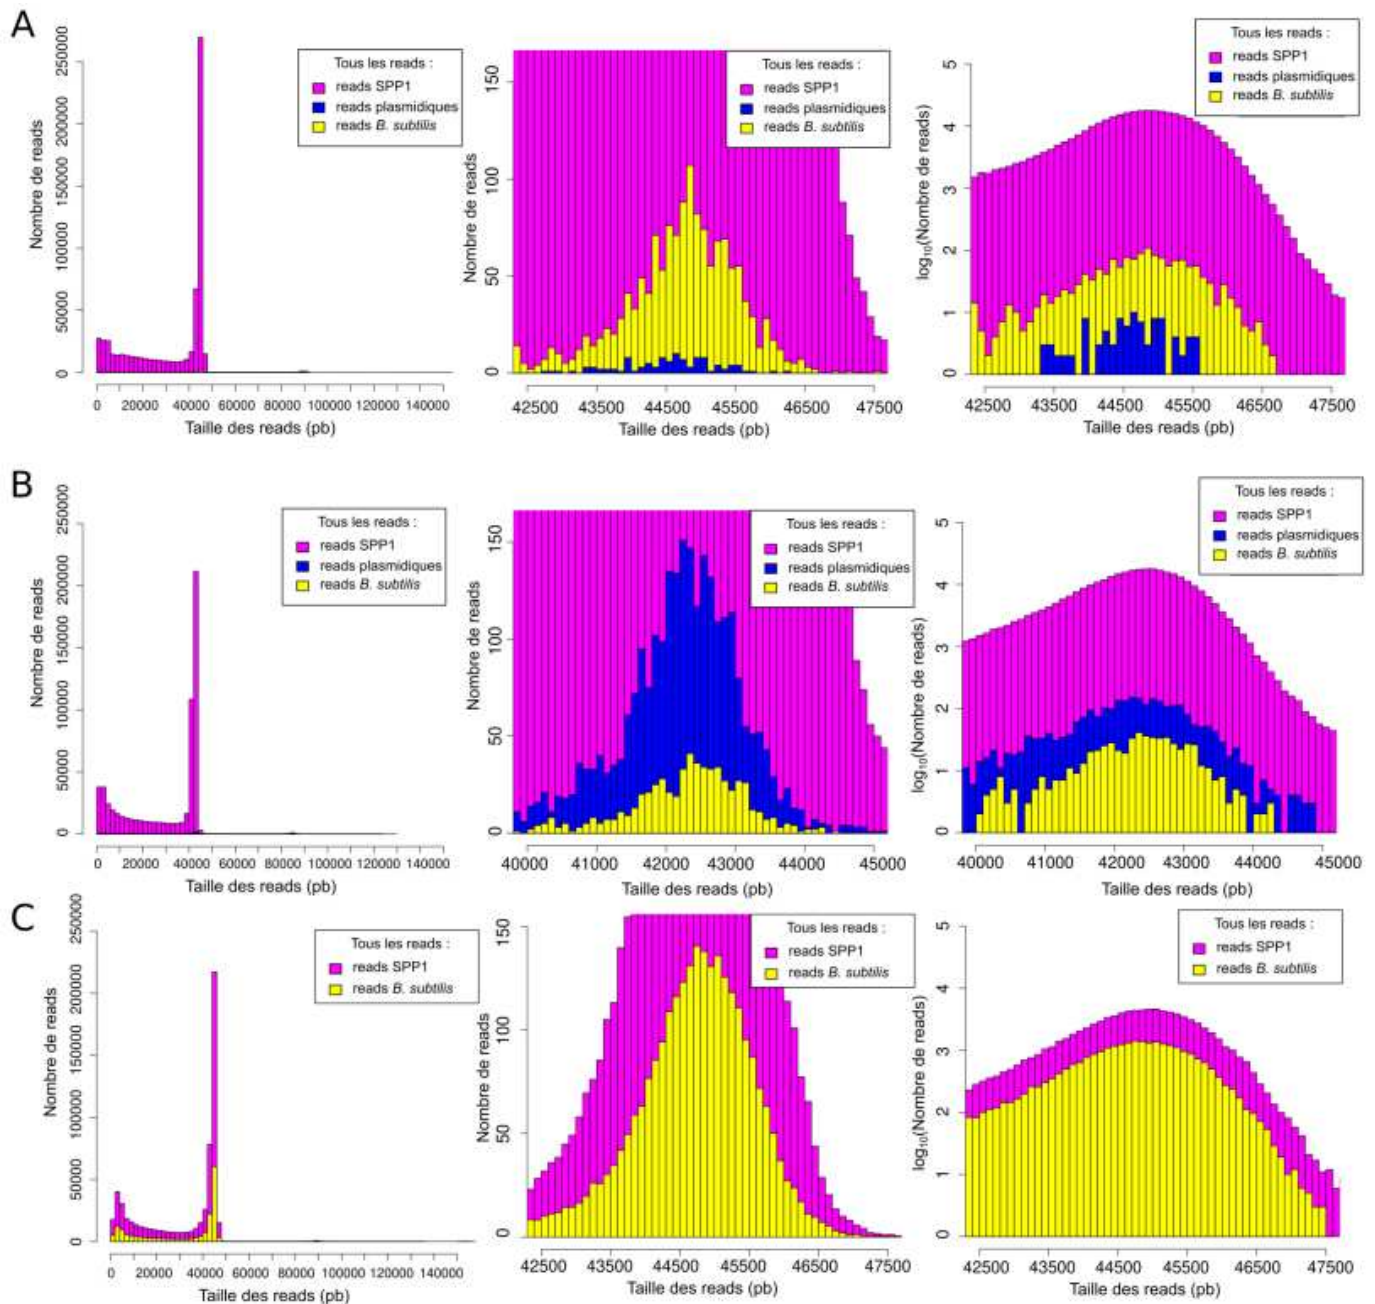 A
Nombre de reads
0
50000
100000
150000
200000
250000
0 20000 40000 60000 80000 100000 120000 140000
Taille des reads (pb)
Tous les reads :
reads SPP1
reads plasmidiques
reads B. subtilis
Nombre de reads
0
50
100
150
42500 43500 44500 45500 46500 47500
Taille des reads (pb)
Tous les reads :
reads SPP1
reads plasmidiques
reads B. subtilis
log10(Nombre de reads)
0
1
2
3
4
5
42500 43500 44500 45500 46500 47500
Taille des reads (pb)
Tous les reads :
reads SPP1
reads plasmidiques
reads B. subtilis
B
Nombre de reads
0
50000
100000
150000
200000
250000
0 20000 40000 60000 80000 100000 120000 140000
Taille des reads (pb)
Tous les reads :
reads SPP1
reads plasmidiques
reads B. subtilis
Nombre de reads
0
50
100
150
40000 41000 42000 43000 44000 45000
Taille des reads (pb)
Tous les reads :
reads SPP1
reads plasmidiques
reads B. subtilis
log10(Nombre de reads)
0
1
2
3
4
5
40000 41000 42000 43000 44000 45000
Taille des reads (pb)
Tous les reads :
reads SPP1
reads plasmidiques
reads B. subtilis
C
Nombre de reads
0
50000
100000
150000
200000
250000
0 20000 40000 60000 80000 100000 120000 140000
Taille des reads (pb)
Tous les reads :
reads SPP1
reads B. subtilis
Nombre de reads
0
50
100
150
42500 43500 44500 45500 46500 47500
Taille des reads (pb)
Tous les reads :
reads SPP1
reads B. subtilis
log10(Nombre de reads)
0
1
2
3
4
5
42500 43500 44500 45500 46500 47500
Taille des reads (pb)
Tous les reads :
reads SPP1
reads B. subtilis